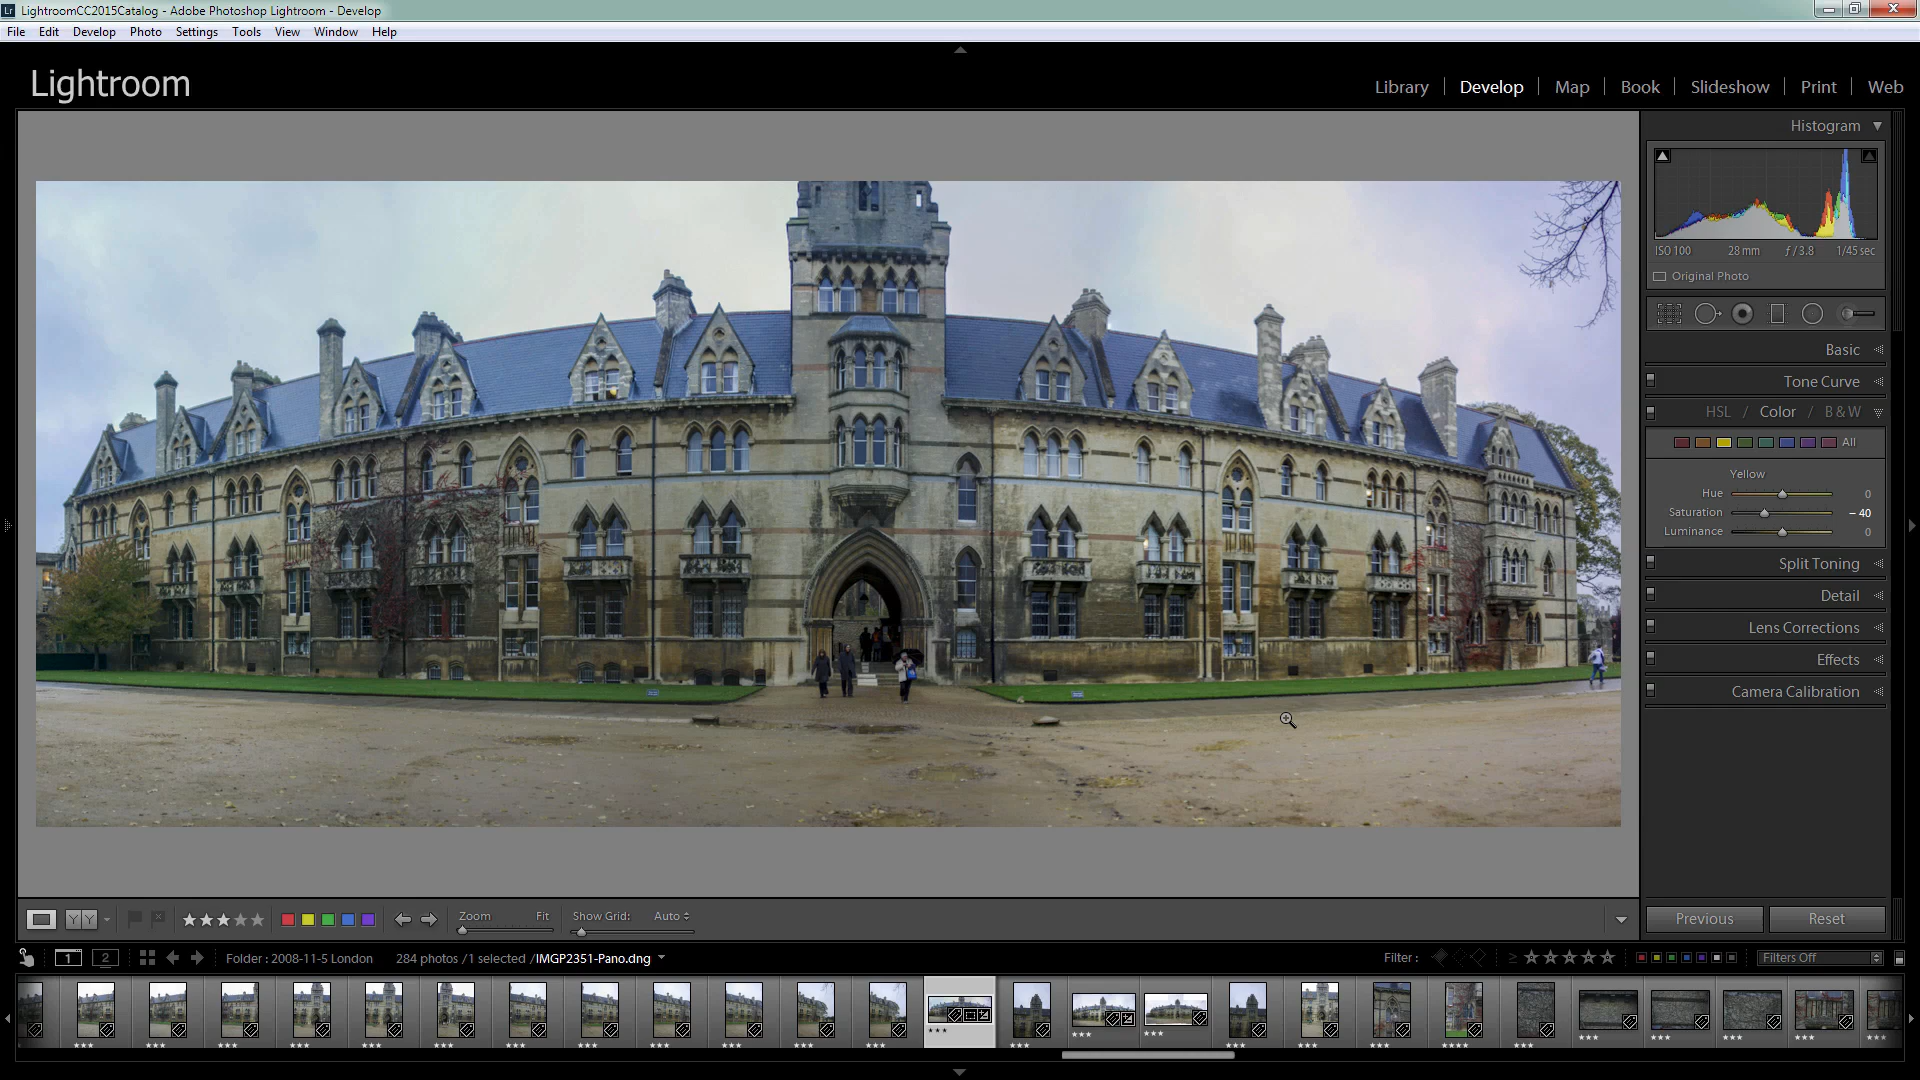 LightroomCC2015Catalog - Adobe Photoshop Lightroom - Develop
File Edit Develop Photo Settings Tools View Window Help
Lightroom
Library Develop Map Book Slideshow Print Web
Histogram
ISO 100 28 mm ƒ / 3.8 1/45 sec
Original Photo
Basic
Tone Curve
HSL / Color / B & W
All
Yellow
Hue 0
Saturation – 40
Luminance 0
Split Toning
Detail
Lens Corrections
Effects
Camera Calibration
Zoom Fit Show Grid: Auto
Previous Reset
1 2 Folder : 2008-11-5 London 284 photos / 1 selected / IMGP2351-Pano.dng Filter : Filters Off